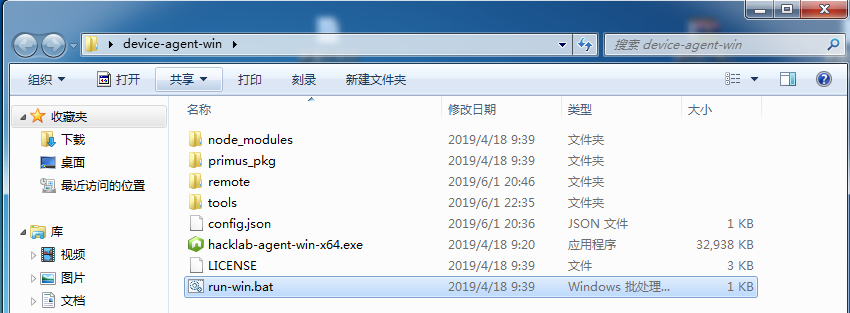 device-agent-win
搜索 device-agent-win
组织 打开 共享 打印 刻录 新建文件夹
收藏夹
下载
桌面
最近访问的位置
库
视频
图片
文档
名称 修改日期 类型 大小
node_modules 2019/4/18 9:39 文件夹
primus_pkg 2019/4/18 9:39 文件夹
remote 2019/6/1 20:46 文件夹
tools 2019/6/1 22:35 文件夹
config.json 2019/6/1 20:36 JSON 文件 1 KB
hacklab-agent-win-x64.exe 2019/4/18 9:20 应用程序 32,938 KB
LICENSE 2019/4/18 9:39 文件 3 KB
run-win.bat 2019/4/18 9:39 Windows 批处理... 1 KB